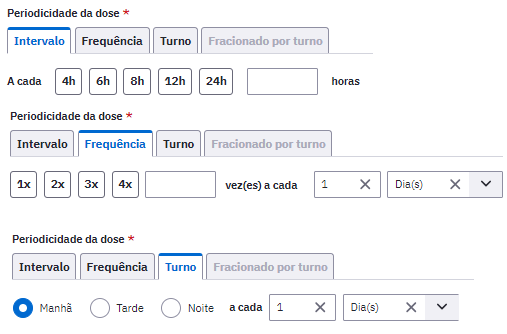 Periodicidade da dose *
Intervalo Frequência Turno Fracionado por turno
A cada 4h 6h 8h 12h 24h horas
Periodicidade da dose *
Intervalo Frequência Turno Fracionado por turno
1x 2x 3x 4x vez(es) a cada 1 Dia(s)
Periodicidade da dose *
Intervalo Frequência Turno Fracionado por turno
Manhã Tarde Noite a cada 1 Dia(s)